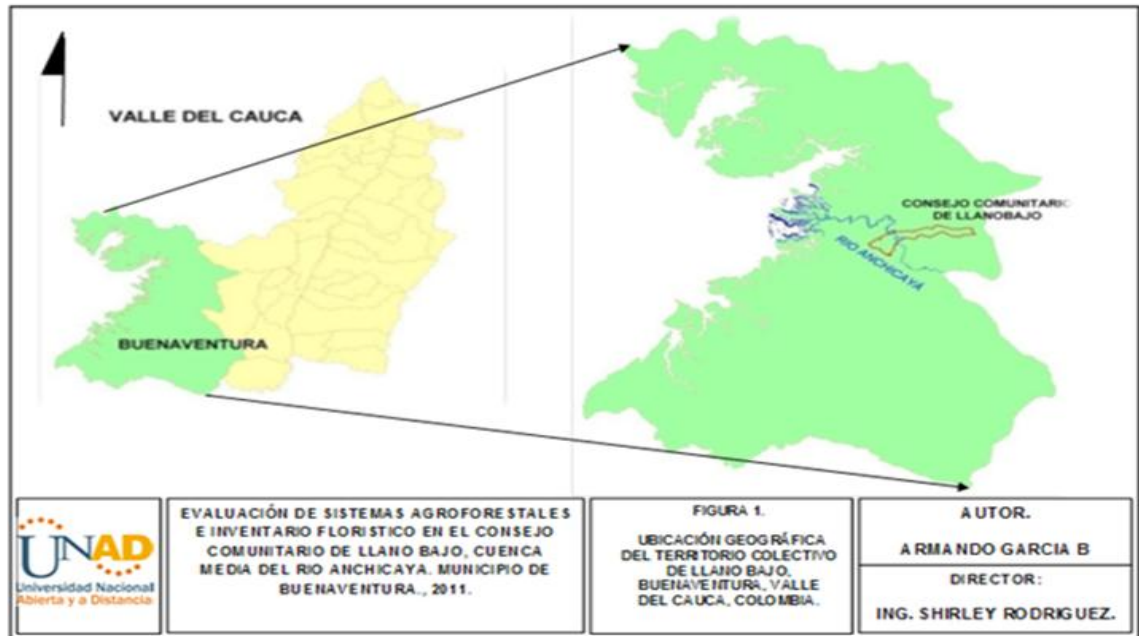 VALLE DEL CAUCA
BUENAVENTURA
CONSEJO COMUNITARIO
DE LLANOBAJO
RIO ANCHICAYÁ
UNAD
Universidad Nacional
Abierta y a Distancia
EVALUACIÓN DE SISTEMAS AGROFORESTALES
E INVENTARIO FLORISTICO EN EL CONSEJO
COMUNITARIO DE LLANO BAJO, CUENCA
MEDIA DEL RIO ANCHICAYA. MUNICIPIO DE
BUENAVENTURA., 2011.
FIGURA 1.
UBICACIÓN GEOGRÁFICA
DEL TERRITORIO COLECTIVO
DE LLANO BAJO,
BUENAVENTURA, VALLE
DEL CAUCA, COLOMBIA.
AUTOR.
ARMANDO GARCIA B
DIRECTOR:
ING. SHIRLEY RODRIGUEZ.